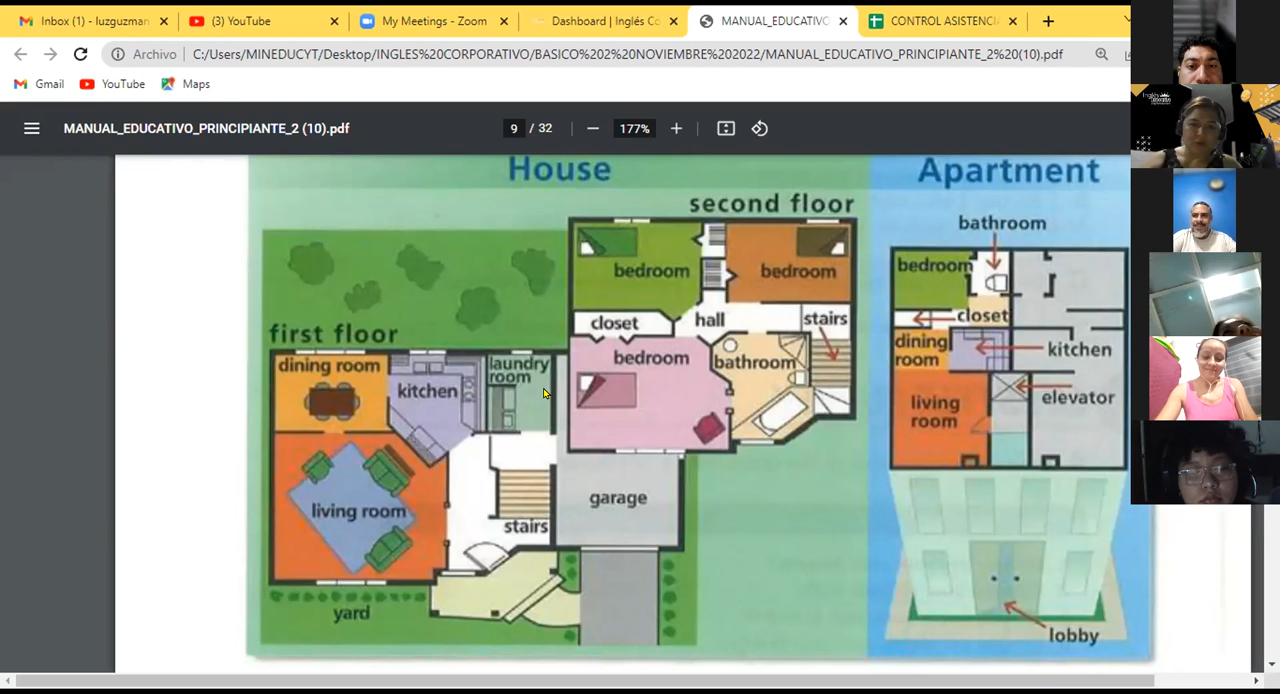 Inbox (1) - luzguzman
(3) YouTube
My Meetings - Zoom
Dashboard | Inglés Co
MANUAL_EDUCATIVO
CONTROL ASISTENCI
Archivo
C:/Users/MINEDUCYT/Desktop/INGLES%20CORPORATIVO/BASICO%202%20NOVIEMBRE%202022/MANUAL_EDUCATIVO_PRINCIPIANTE_2%20(10).pdf
Gmail
YouTube
Maps
MANUAL_EDUCATIVO_PRINCIPIANTE_2 (10).pdf
9 / 32
177%
House
Apartment
second floor
bathroom
bedroom
bedroom
bedroom
closet
hall
stairs
closet
first floor
dining room
kitchen
laundry
room
bedroom
bathroom
dining
room
kitchen
elevator
living
room
living room
garage
stairs
yard
lobby